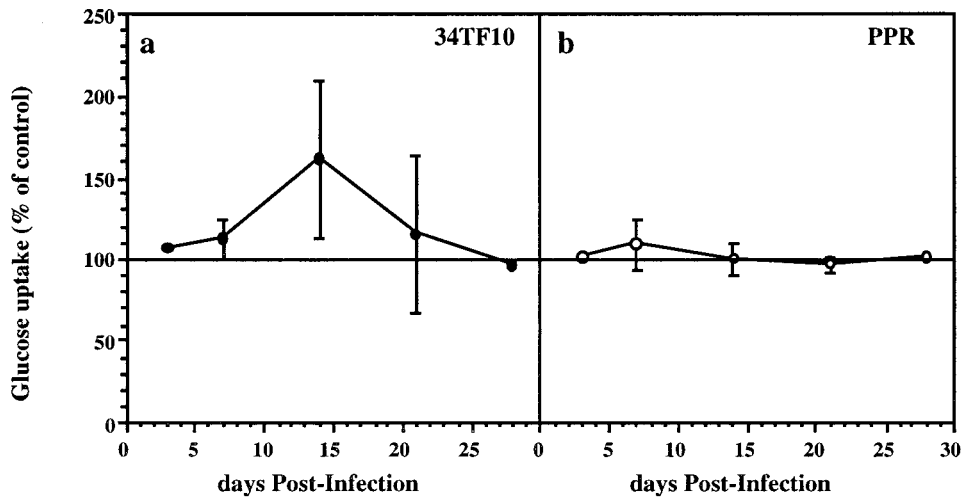 a 34TF10
b PPR
Glucose uptake (% of control)
250
200
150
100
50
0
0 5 10 15 20 25
0 5 10 15 20 25 30
days Post-Infection
days Post-Infection